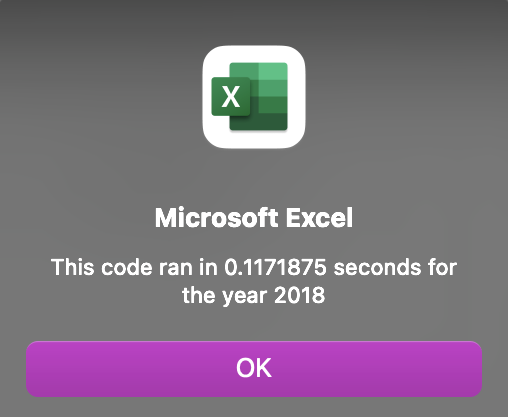 X
Microsoft Excel
This code ran in 0.1171875 seconds for
the year 2018
OK